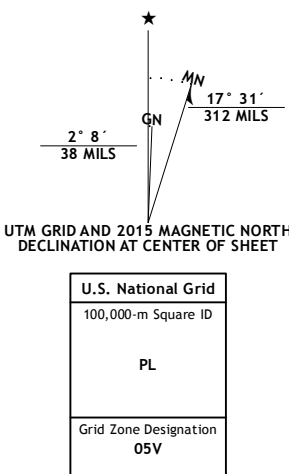 ★
MN
17° 31´
312 MILS
GN
2° 8´
38 MILS
UTM GRID AND 2015 MAGNETIC NORTH
DECLINATION AT CENTER OF SHEET
U.S. National Grid
100,000-m Square ID
PL
Grid Zone Designation
05V